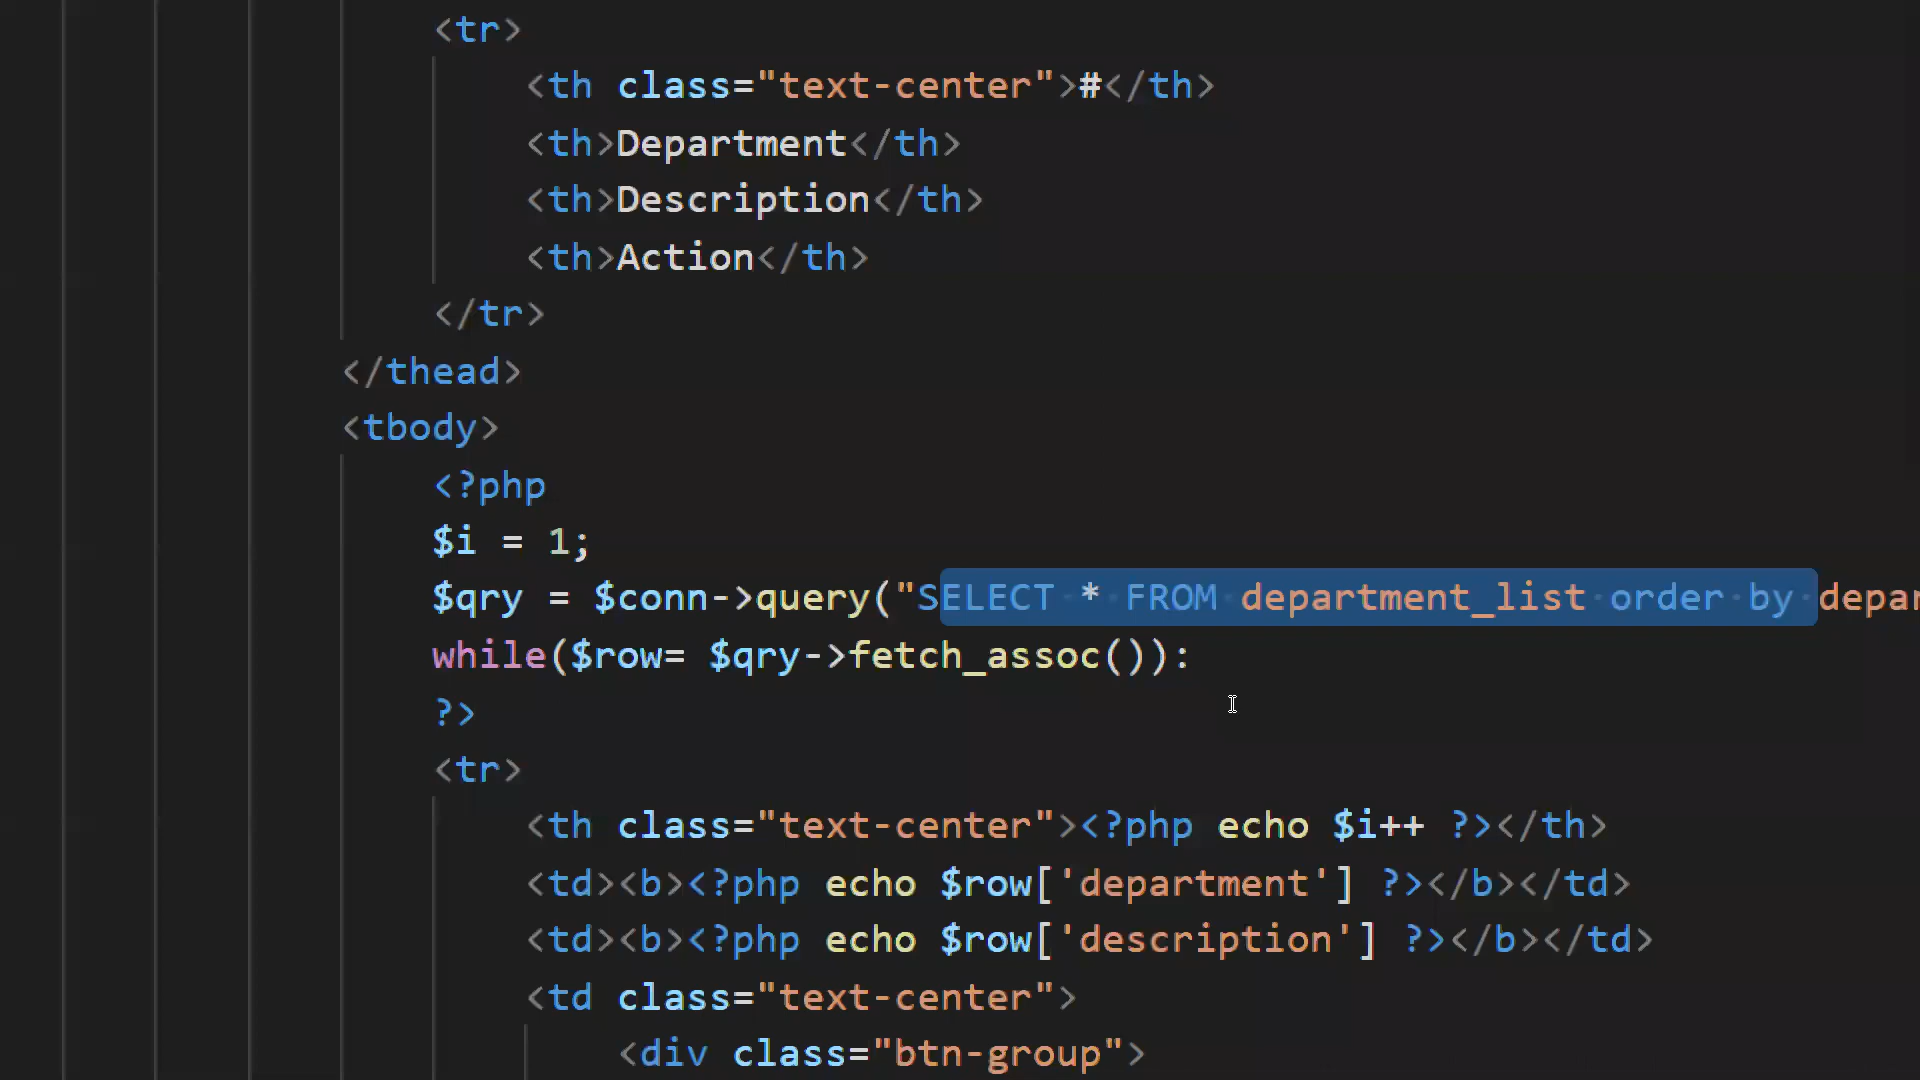 <tr>
<th class="text-center">#</th>
<th>Department</th>
<th>Description</th>
<th>Action</th>
</tr>
</thead>
<tbody>
<?php
$i = 1;
$qry = $conn->query("SELECT * FROM department_list order by depar
while($row= $qry->fetch_assoc()):
?>
<tr>
<th class="text-center"><?php echo $i++ ?></th>
<td><b><?php echo $row['department'] ?></b></td>
<td><b><?php echo $row['description'] ?></b></td>
<td class="text-center">
<div class="btn-group">